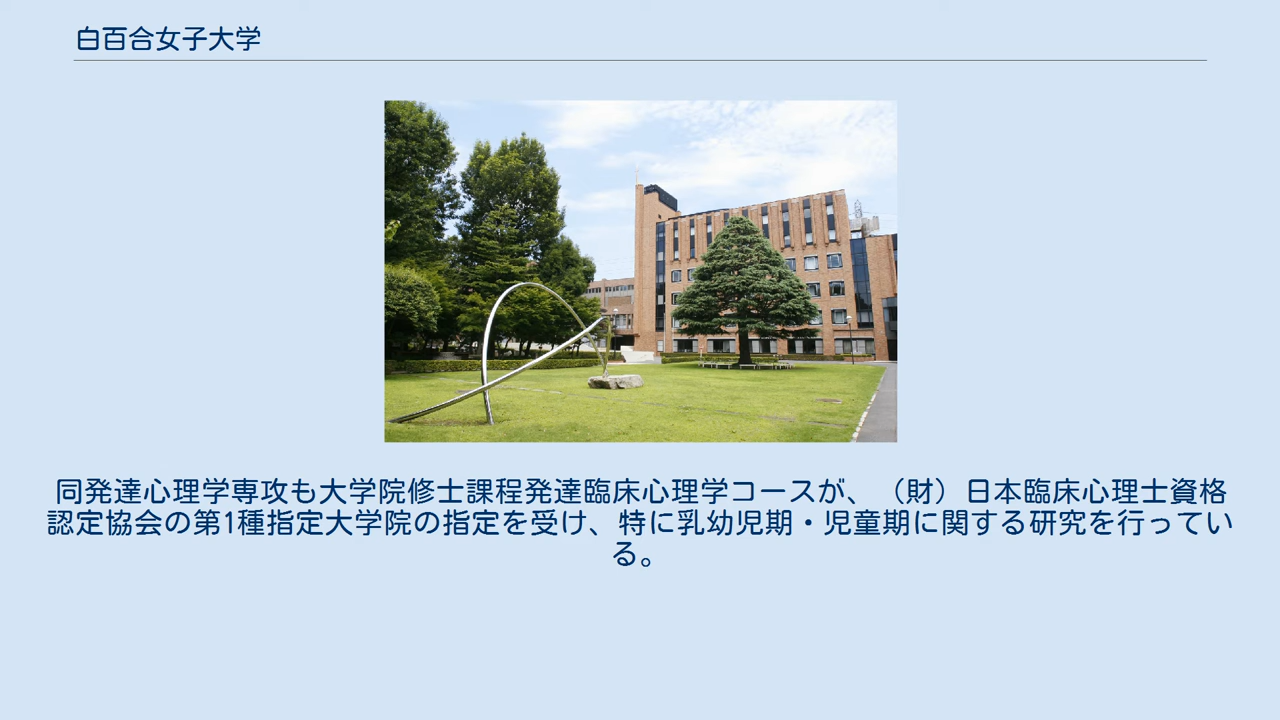 白百合女子大学
同発達心理学専攻も大学院修士課程発達臨床心理学コースが、（財）日本臨床心理士資格
認定協会の第1種指定大学院の指定を受け、特に乳幼児期・児童期に関する研究を行ってい
る。